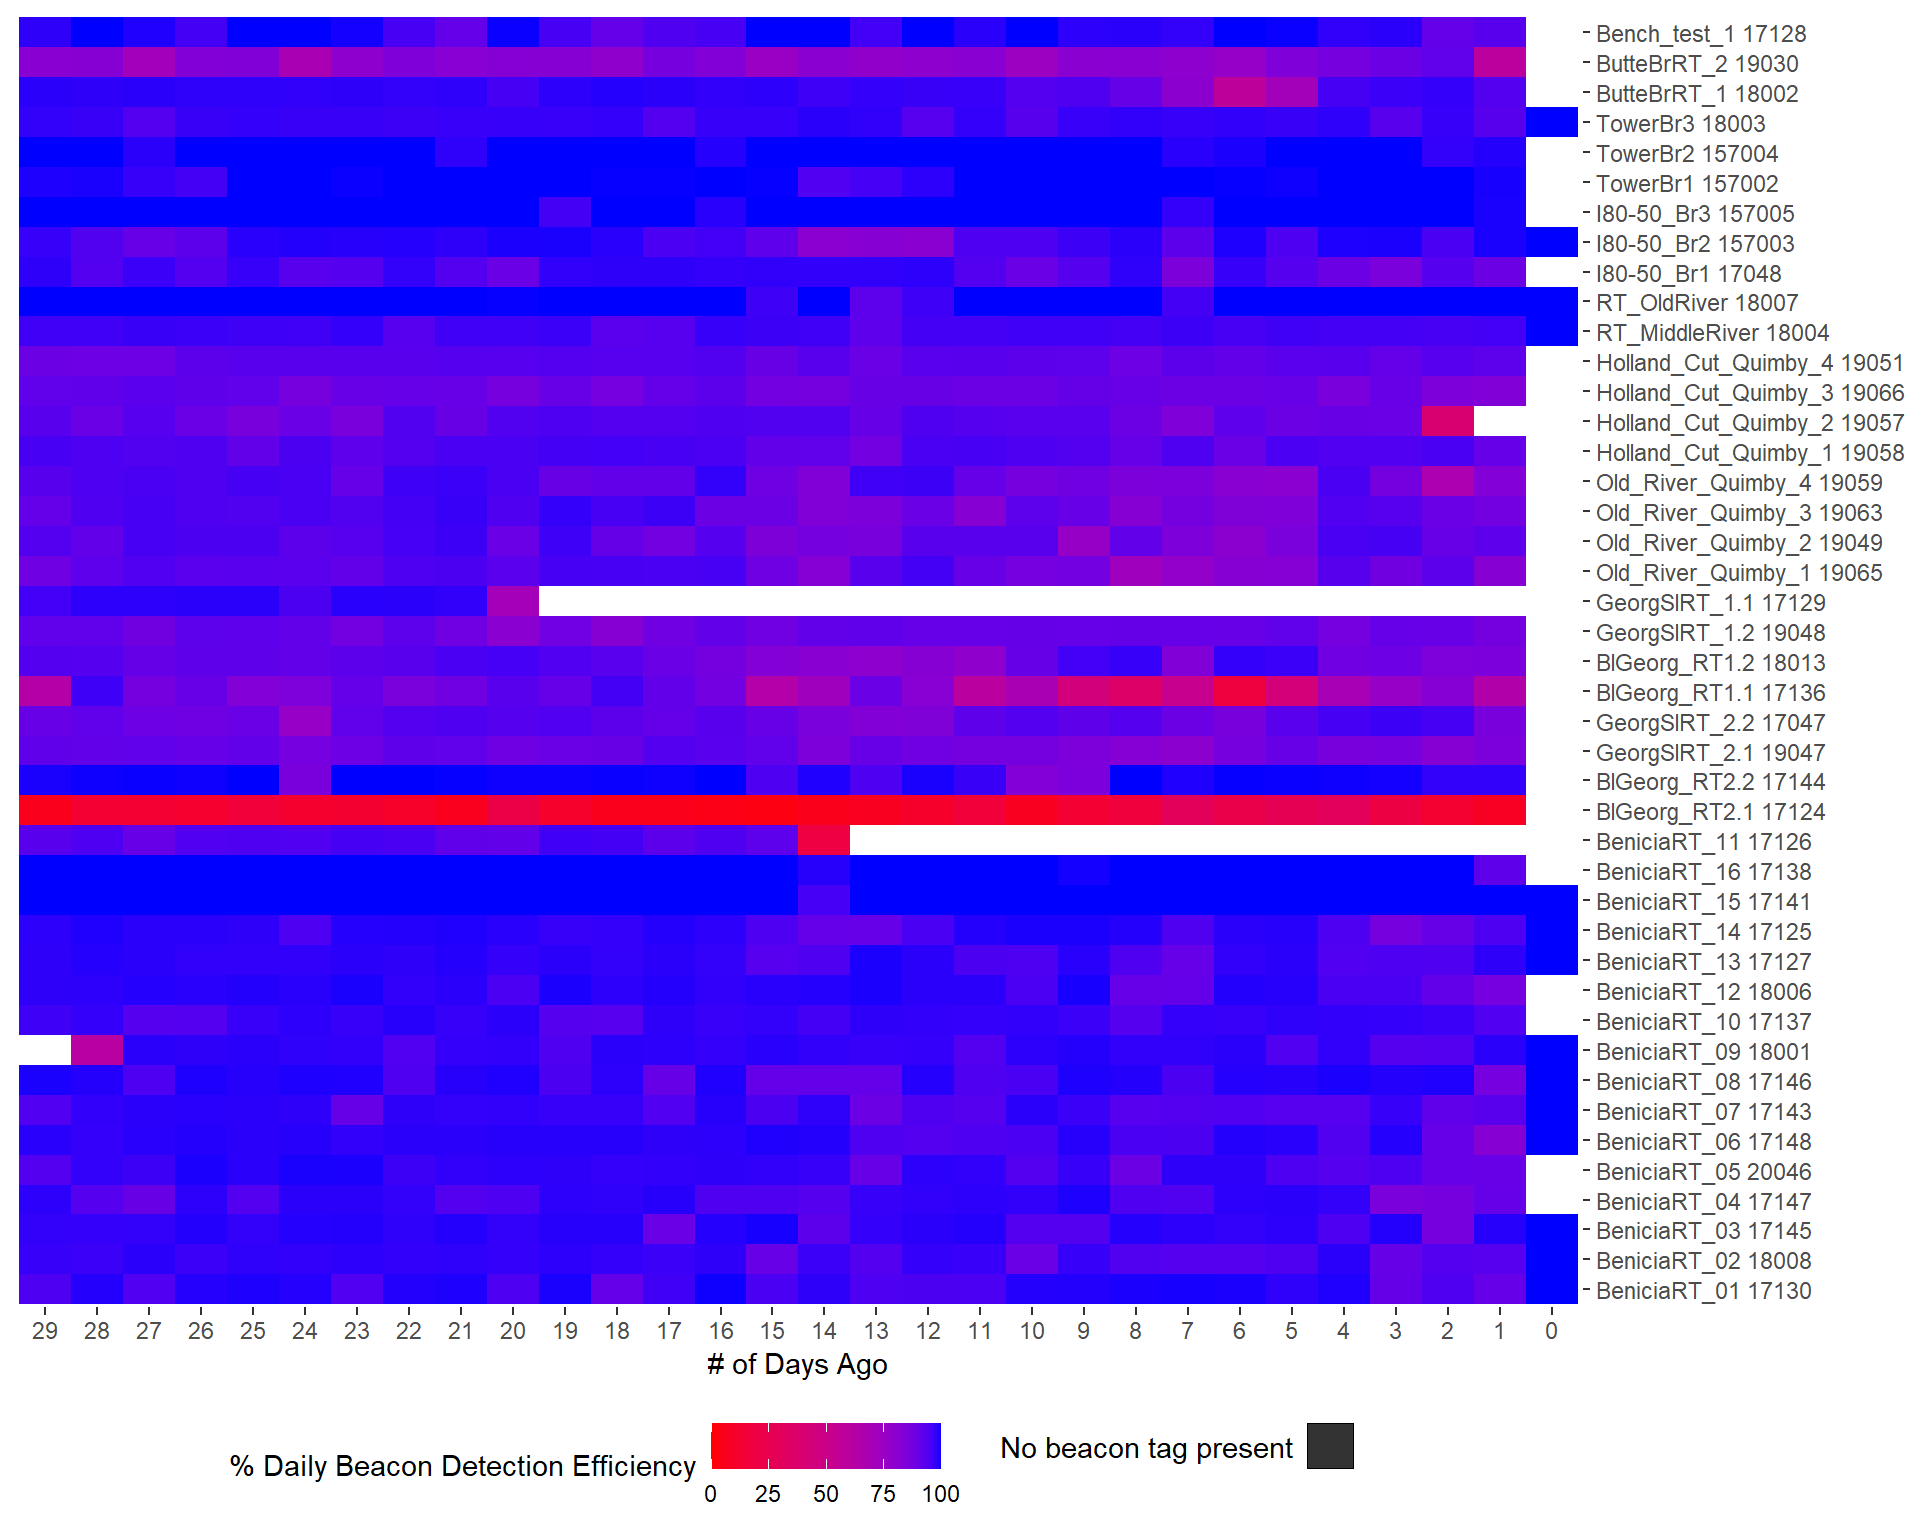 Bench_test_1 17128
ButteBrRT_2 19030
ButteBrRT_1 18002
TowerBr3 18003
TowerBr2 157004
TowerBr1 157002
I80-50_Br3 157005
I80-50_Br2 157003
I80-50_Br1 17048
RT_OldRiver 18007
RT_MiddleRiver 18004
Holland_Cut_Quimby_4 19051
Holland_Cut_Quimby_3 19066
Holland_Cut_Quimby_2 19057
Holland_Cut_Quimby_1 19058
Old_River_Quimby_4 19059
Old_River_Quimby_3 19063
Old_River_Quimby_2 19049
Old_River_Quimby_1 19065
GeorgSlRT_1.1 17129
GeorgSlRT_1.2 19048
BlGeorg_RT1.2 18013
BlGeorg_RT1.1 17136
GeorgSlRT_2.2 17047
GeorgSlRT_2.1 19047
BlGeorg_RT2.2 17144
BlGeorg_RT2.1 17124
BeniciaRT_11 17126
BeniciaRT_16 17138
BeniciaRT_15 17141
BeniciaRT_14 17125
BeniciaRT_13 17127
BeniciaRT_12 18006
BeniciaRT_10 17137
BeniciaRT_09 18001
BeniciaRT_08 17146
BeniciaRT_07 17143
BeniciaRT_06 17148
BeniciaRT_05 20046
BeniciaRT_04 17147
BeniciaRT_03 17145
BeniciaRT_02 18008
BeniciaRT_01 17130
29 28 27 26 25 24 23 22 21 20 19 18 17 16 15 14 13 12 11 10 9 8 7 6 5 4 3 2 1 0
# of Days Ago
% Daily Beacon Detection Efficiency
0 25 50 75 100
No beacon tag present